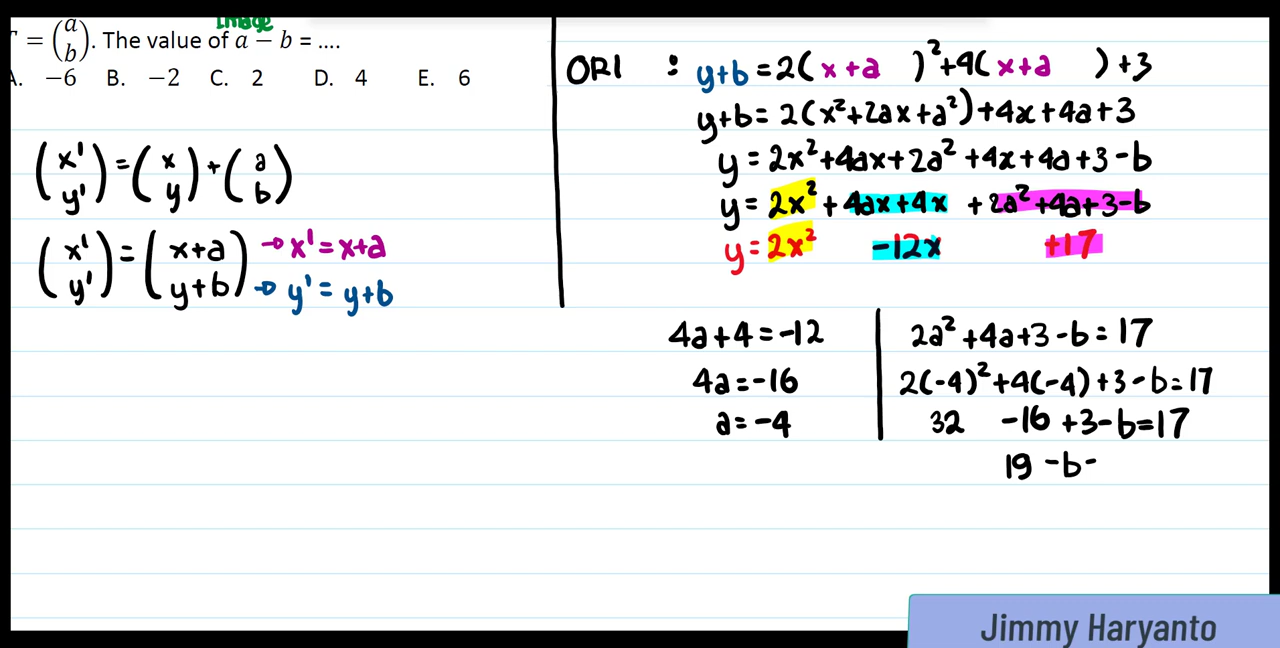 = (a b). The value of a − b = ....
A. −6 B. −2 C. 2 D. 4 E. 6
(x' y') = (x y) + (a b)
(x' y') = (x+a y+b) → x' = x+a
→ y' = y+b
ORI : y+b = 2(x+a )²+4(x+a ) +3
y+b = 2(x²+2ax+a²)+4x+4a+3
y = 2x²+4ax+2a²+4x+4a+3-b
y = 2x² + 4ax+4x +2a²+4a+3-b
y = 2x² -12x +17
4a+4 = -12
4a = -16
a = -4
2a²+4a+3-b = 17
2(-4)²+4(-4)+3-b = 17
32 -16 +3-b = 17
19 -b -
Jimmy Haryanto